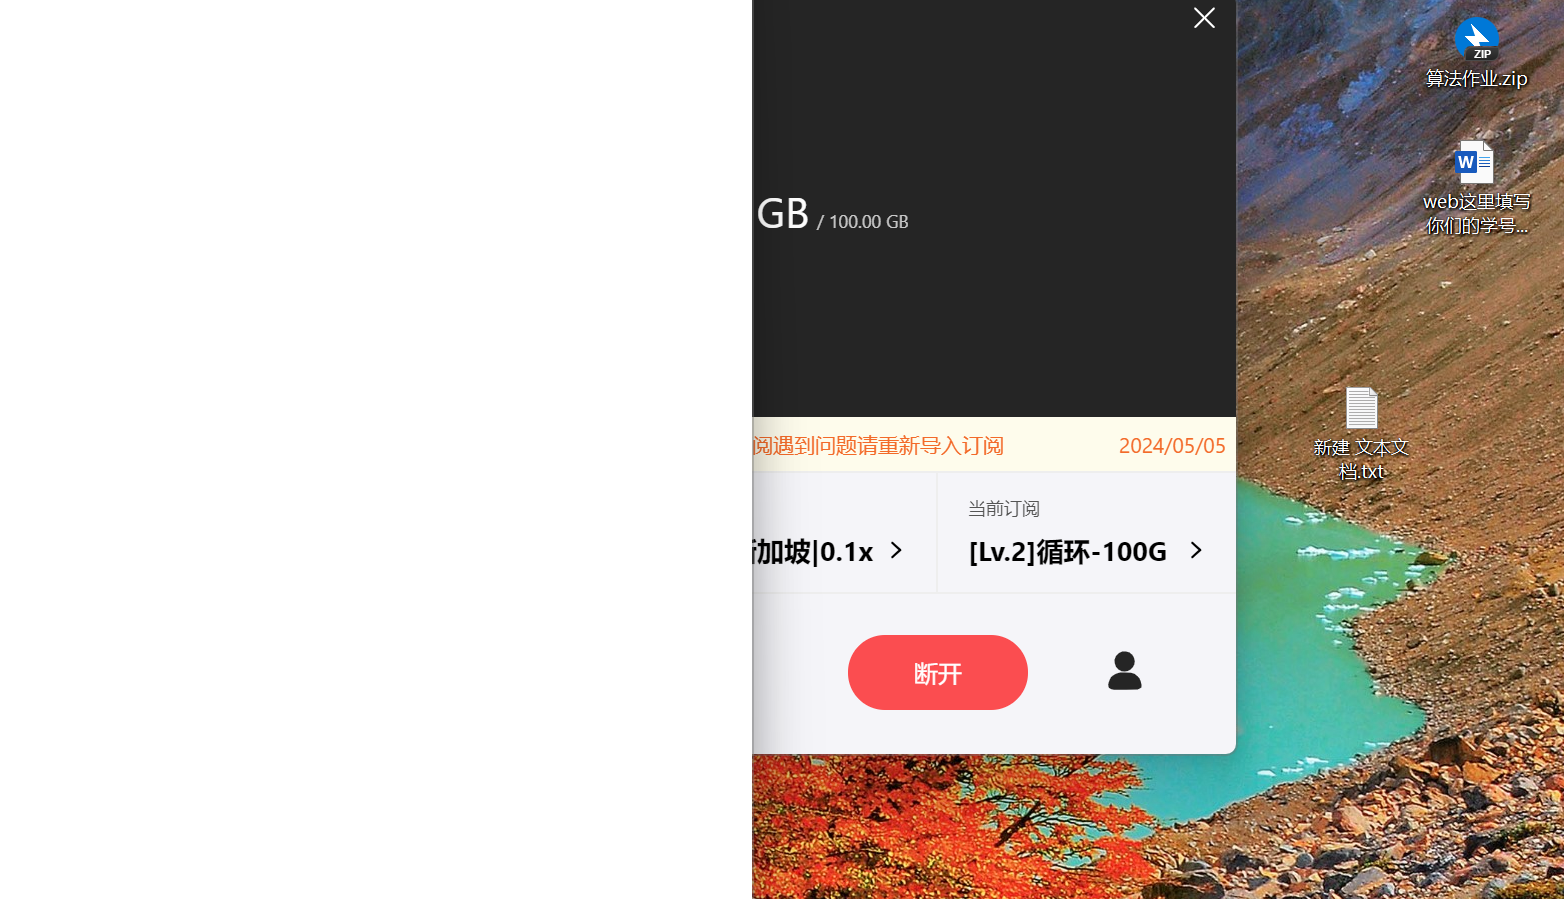 GB / 100.00 GB
阅遇到问题请重新导入订阅 2024/05/05
加坡|0.1x
当前订阅
[Lv.2]循环-100G
断开
ZIP
算法作业.zip
W
web这里填写
你们的学号...
新建 文本文
档.txt